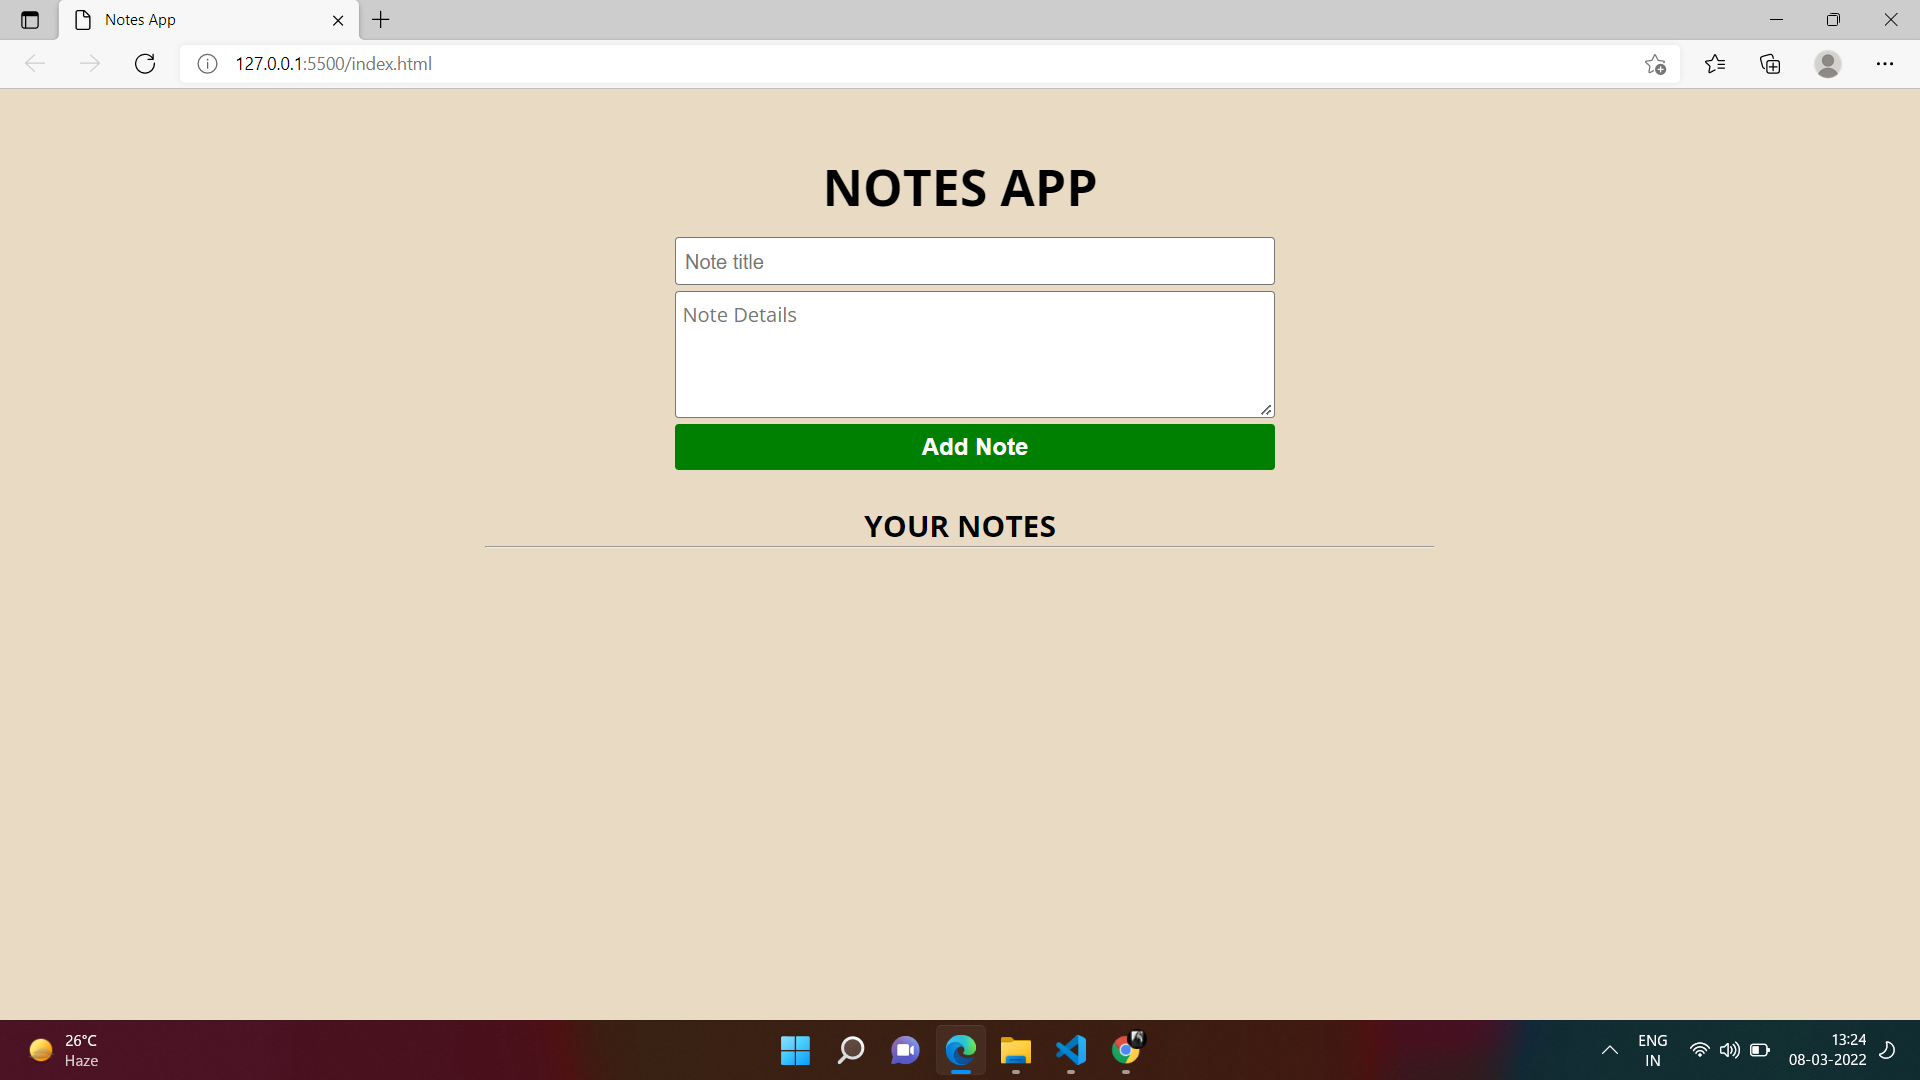 Notes App
127.0.0.1:5500/index.html
NOTES APP
Note title
Note Details
Add Note
YOUR NOTES
26°C
Haze
ENG
IN
13:24
08-03-2022